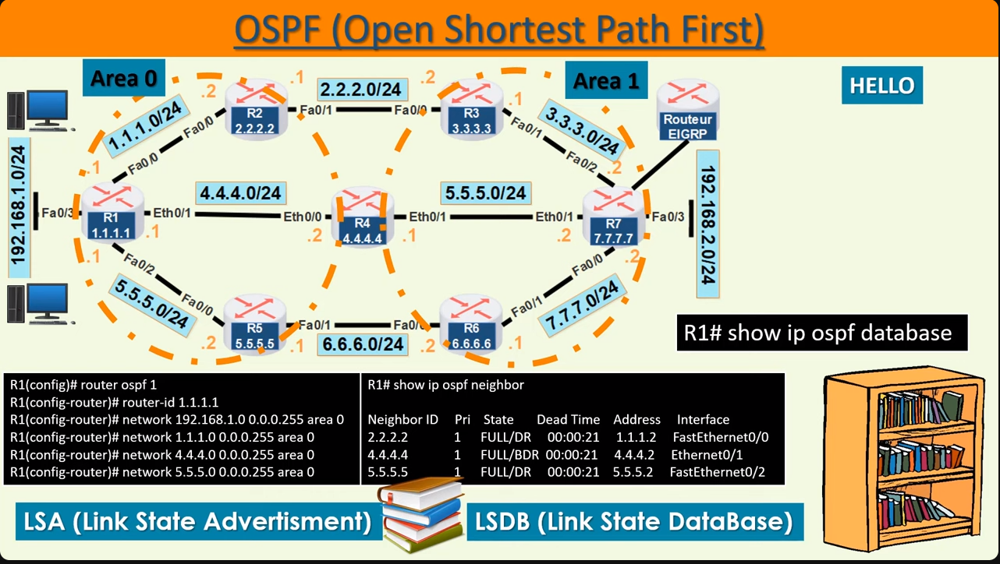 OSPF (Open Shortest Path First)
Area 0
Area 1
HELLO
.1
2.2.2.0/24
.2
.2
R2
2.2.2.2
Fa0/1
Fa0/0
R3
3.3.3.3
.1
Fa0/1
3.3.3.0/24
Routeur
EIGRP
1.1.1.0/24
Fa0/0
Fa0/2
.2
.1
Fa0/0
192.168.1.0/24
4.4.4.0/24
5.5.5.0/24
192.168.2.0/24
Fa0/3
R1
1.1.1.1
Eth0/1
.1
Eth0/0
.2
R4
4.4.4.4
Eth0/1
.1
Eth0/1
.2
R7
7.7.7.7
Fa0/3
.1
Fa0/2
.2
Fa0/0
5.5.5.0/24
Fa0/0
7.7.7.0/24
Fa0/1
.2
R5
5.5.5.5
Fa0/1
.1
6.6.6.0/24
Fa0/0
.2
R6
6.6.6.6
.1
R1# show ip ospf database
R1(config)# router ospf 1
R1(config-router)# router-id 1.1.1.1
R1(config-router)# network 192.168.1.0 0.0.0.255 area 0
R1(config-router)# network 1.1.1.0 0.0.0.255 area 0
R1(config-router)# network 4.4.4.0 0.0.0.255 area 0
R1(config-router)# network 5.5.5.0 0.0.0.255 area 0
R1# show ip ospf neighbor
Neighbor ID Pri State Dead Time Address Interface
2.2.2.2 1 FULL/DR 00:00:21 1.1.1.2 FastEthernet0/0
4.4.4.4 1 FULL/BDR 00:00:21 4.4.4.2 Ethernet0/1
5.5.5.5 1 FULL/DR 00:00:21 5.5.5.2 FastEthernet0/2
LSA (Link State Advertisment)
LSDB (Link State DataBase)